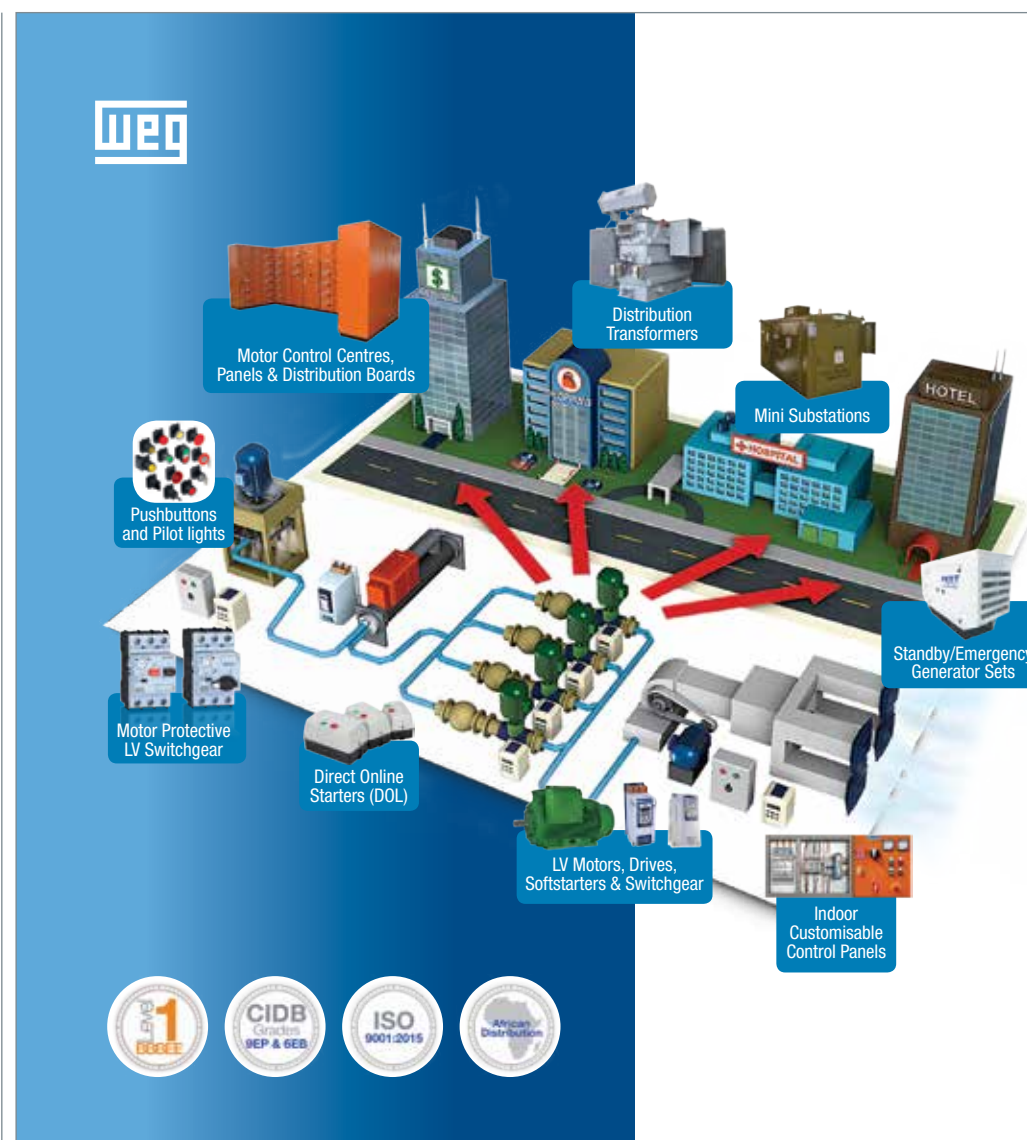 WEG
$
Motor Control Centres,
Panels & Distribution Boards
Distribution
Transformers
Mini Substations
HOTEL
HOSPITAL
Pushbuttons
and Pilot lights
Standby/Emergency
Generator Sets
Motor Protective
LV Switchgear
Direct Online
Starters (DOL)
LV Motors, Drives,
Softstarters & Switchgear
Indoor
Customisable
Control Panels
Level 1
BBBEE
CIDB
Grades
9EP & 6EB
ISO
9001:2015
African
Distribution